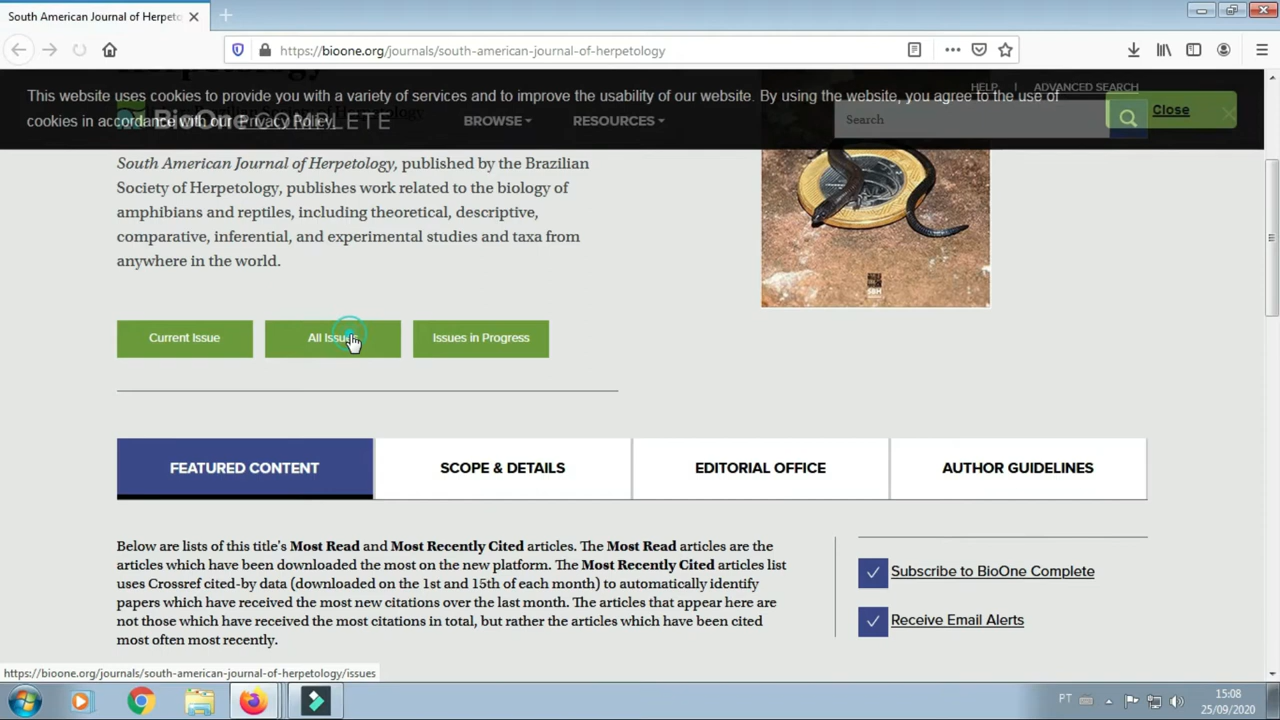 South American Journal of Herpeto
https://bioone.org/journals/south-american-journal-of-herpetology
Herpetology
HELP | ADVANCED SEARCH
This website uses cookies to provide you with a variety of services and to improve the usability of our website. By using the website, you agree to the use of
cookies in accordance with our Privacy Policy.
Close
BioOne COMPLETE
BROWSE
RESOURCES
Search
South American Journal of Herpetology, published by the Brazilian
Society of Herpetology, publishes work related to the biology of
amphibians and reptiles, including theoretical, descriptive,
comparative, inferential, and experimental studies and taxa from
anywhere in the world.
SBH
Current Issue
All Issues
Issues in Progress
FEATURED CONTENT
SCOPE & DETAILS
EDITORIAL OFFICE
AUTHOR GUIDELINES
Below are lists of this title's Most Read and Most Recently Cited articles. The Most Read articles are the
articles which have been downloaded the most on the new platform. The Most Recently Cited articles list
uses Crossref cited-by data (downloaded on the 1st and 15th of each month) to automatically identify
papers which have received the most new citations over the last month. The articles that appear here are
not those which have received the most citations in total, but rather the articles which have been cited
most often most recently.
Subscribe to BioOne Complete
Receive Email Alerts
https://bioone.org/journals/south-american-journal-of-herpetology/issues
PT
15:08
25/09/2020